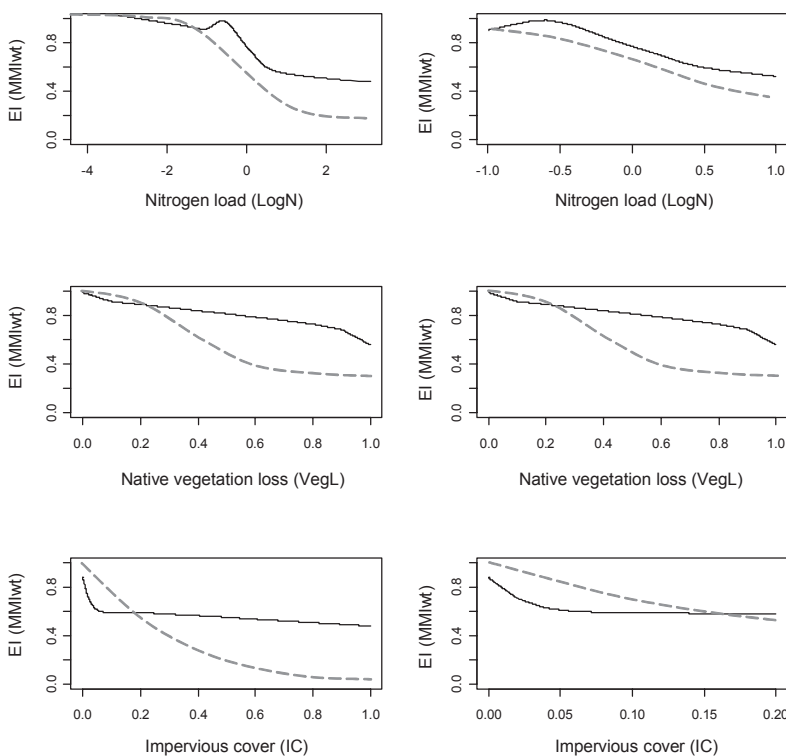 EI (MMIwt)
0.0 0.4 0.8
-4 -2 0 2
Nitrogen load (LogN)
EI (MMIwt)
0.0 0.4 0.8
-1.0 -0.5 0.0 0.5 1.0
Nitrogen load (LogN)
EI (MMIwt)
0.0 0.4 0.8
0.0 0.2 0.4 0.6 0.8 1.0
Native vegetation loss (VegL)
EI (MMIwt)
0.0 0.4 0.8
0.0 0.2 0.4 0.6 0.8 1.0
Native vegetation loss (VegL)
EI (MMIwt)
0.0 0.4 0.8
0.0 0.2 0.4 0.6 0.8 1.0
Impervious cover (IC)
EI (MMIwt)
0.0 0.4 0.8
0.00 0.05 0.10 0.15 0.20
Impervious cover (IC)